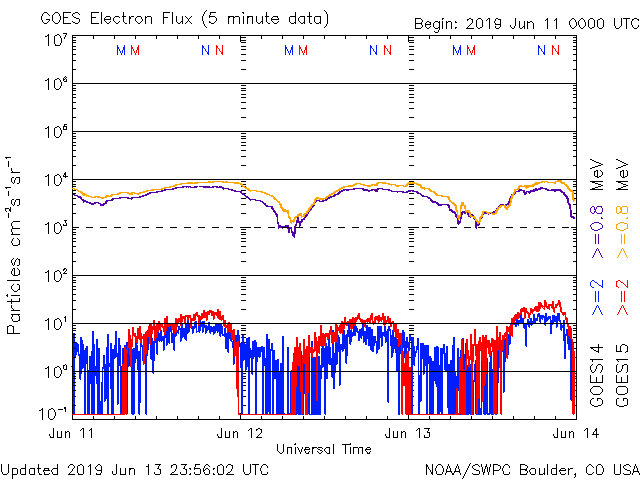 GOES Electron Flux (5 minute data)
Begin: 2019 Jun 11 0000 UTC
10⁷
M M N N M M N N M M N N
10⁶
10⁵
10⁴
10³
10²
10¹
10⁰
10⁻¹
Particles cm⁻²s⁻¹sr⁻¹
Jun 11 Jun 12 Jun 13 Jun 14
Universal Time
GOES14 >=2 >=0.8 MeV
GOES15 >=2 >=0.8 MeV
Updated 2019 Jun 13 23:56:02 UTC
NOAA/SWPC Boulder, CO USA